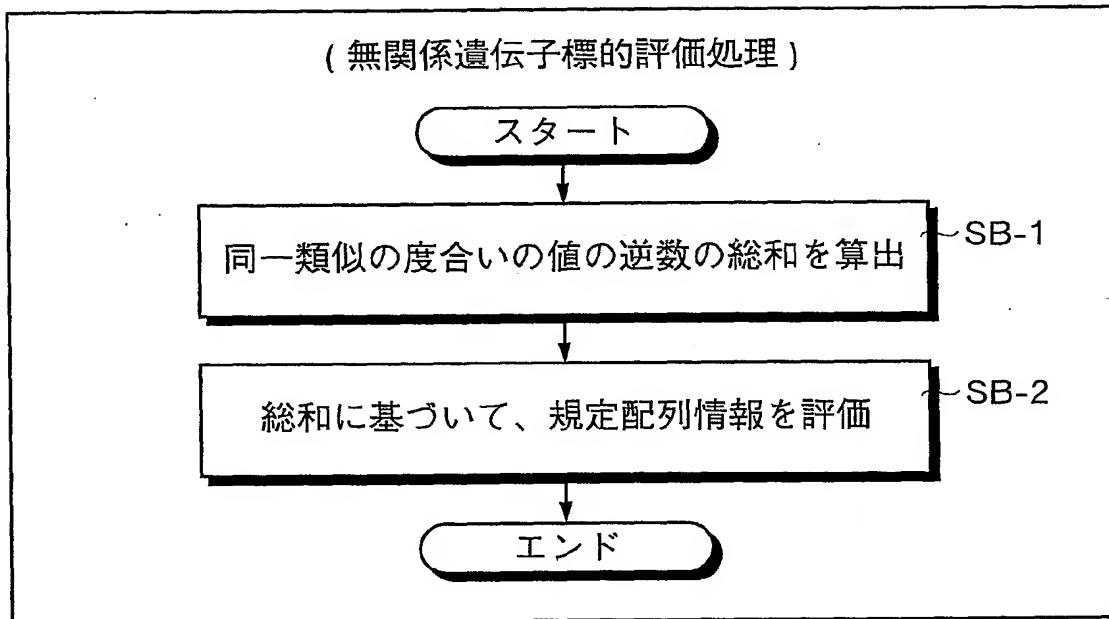 (無関係遺伝子標的評価処理)
スタート
同一類似の度合いの値の逆数の総和を算出
SB-1
総和に基づいて、規定配列情報を評価
SB-2
エンド